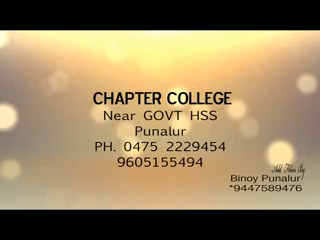 CHAPTER COLLEGE
Near GOVT HSS
Punalur
PH. 0475 2229454
9605155494
Binoy Punalur
*9447589476